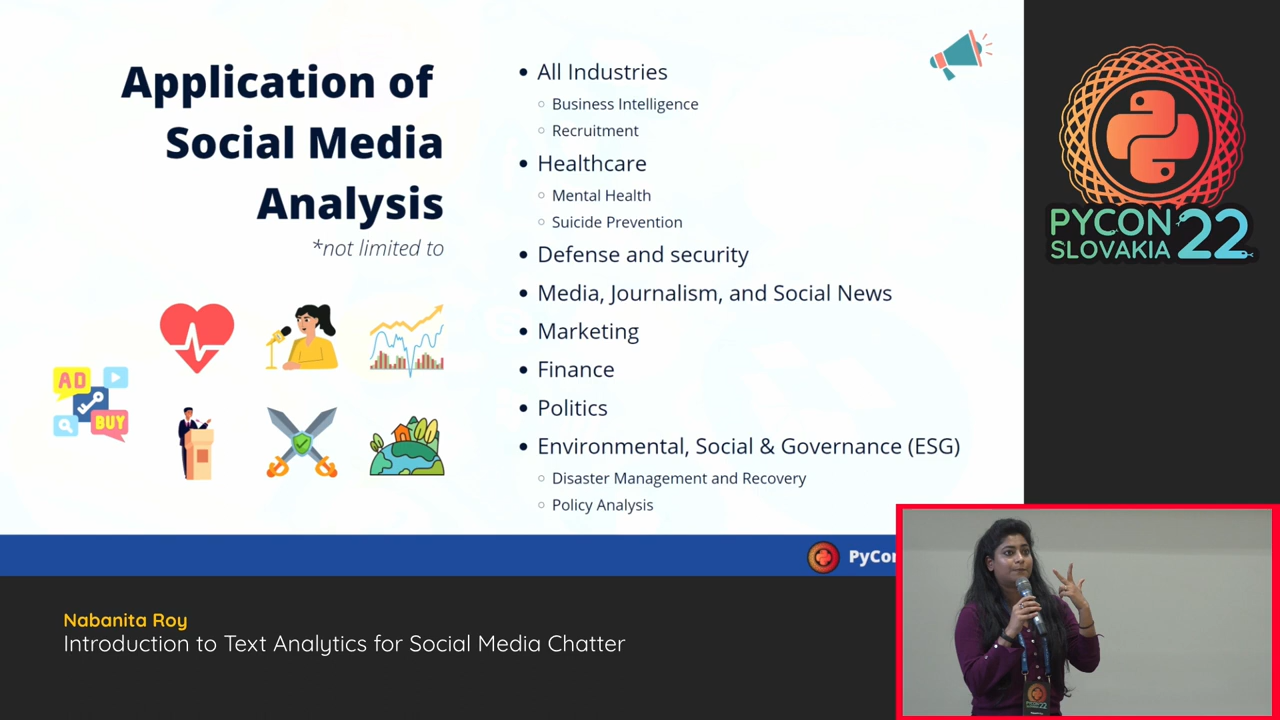 Application of
Social Media
Analysis
*not limited to
AD
BUY
All Industries
Business Intelligence
Recruitment
Healthcare
Mental Health
Suicide Prevention
Defense and security
Media, Journalism, and Social News
Marketing
Finance
Politics
Environmental, Social & Governance (ESG)
Disaster Management and Recovery
Policy Analysis
PyCon
PYCON
SLOVAKIA
22
Nabanita Roy
Introduction to Text Analytics for Social Media Chatter